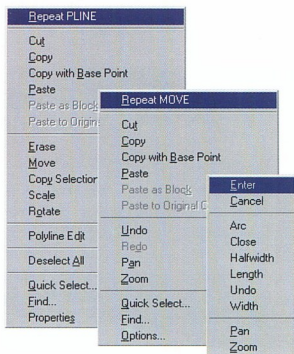 Repeat PLINE
Cut
Copy
Copy with Base Point
Paste
Paste as Block
Paste to Origin
Erase
Move
Copy Selection
Scale
Rotate
Polyline Edit
Deselect All
Quick Select...
Find...
Properties
Repeat MOVE
Cut
Copy
Copy with Base Point
Paste
Paste as Block
Paste to Original C
Undo
Redo
Pan
Zoom
Quick Select...
Find...
Options...
Enter
Cancel
Arc
Close
Halfwidth
Length
Undo
Width
Pan
Zoom